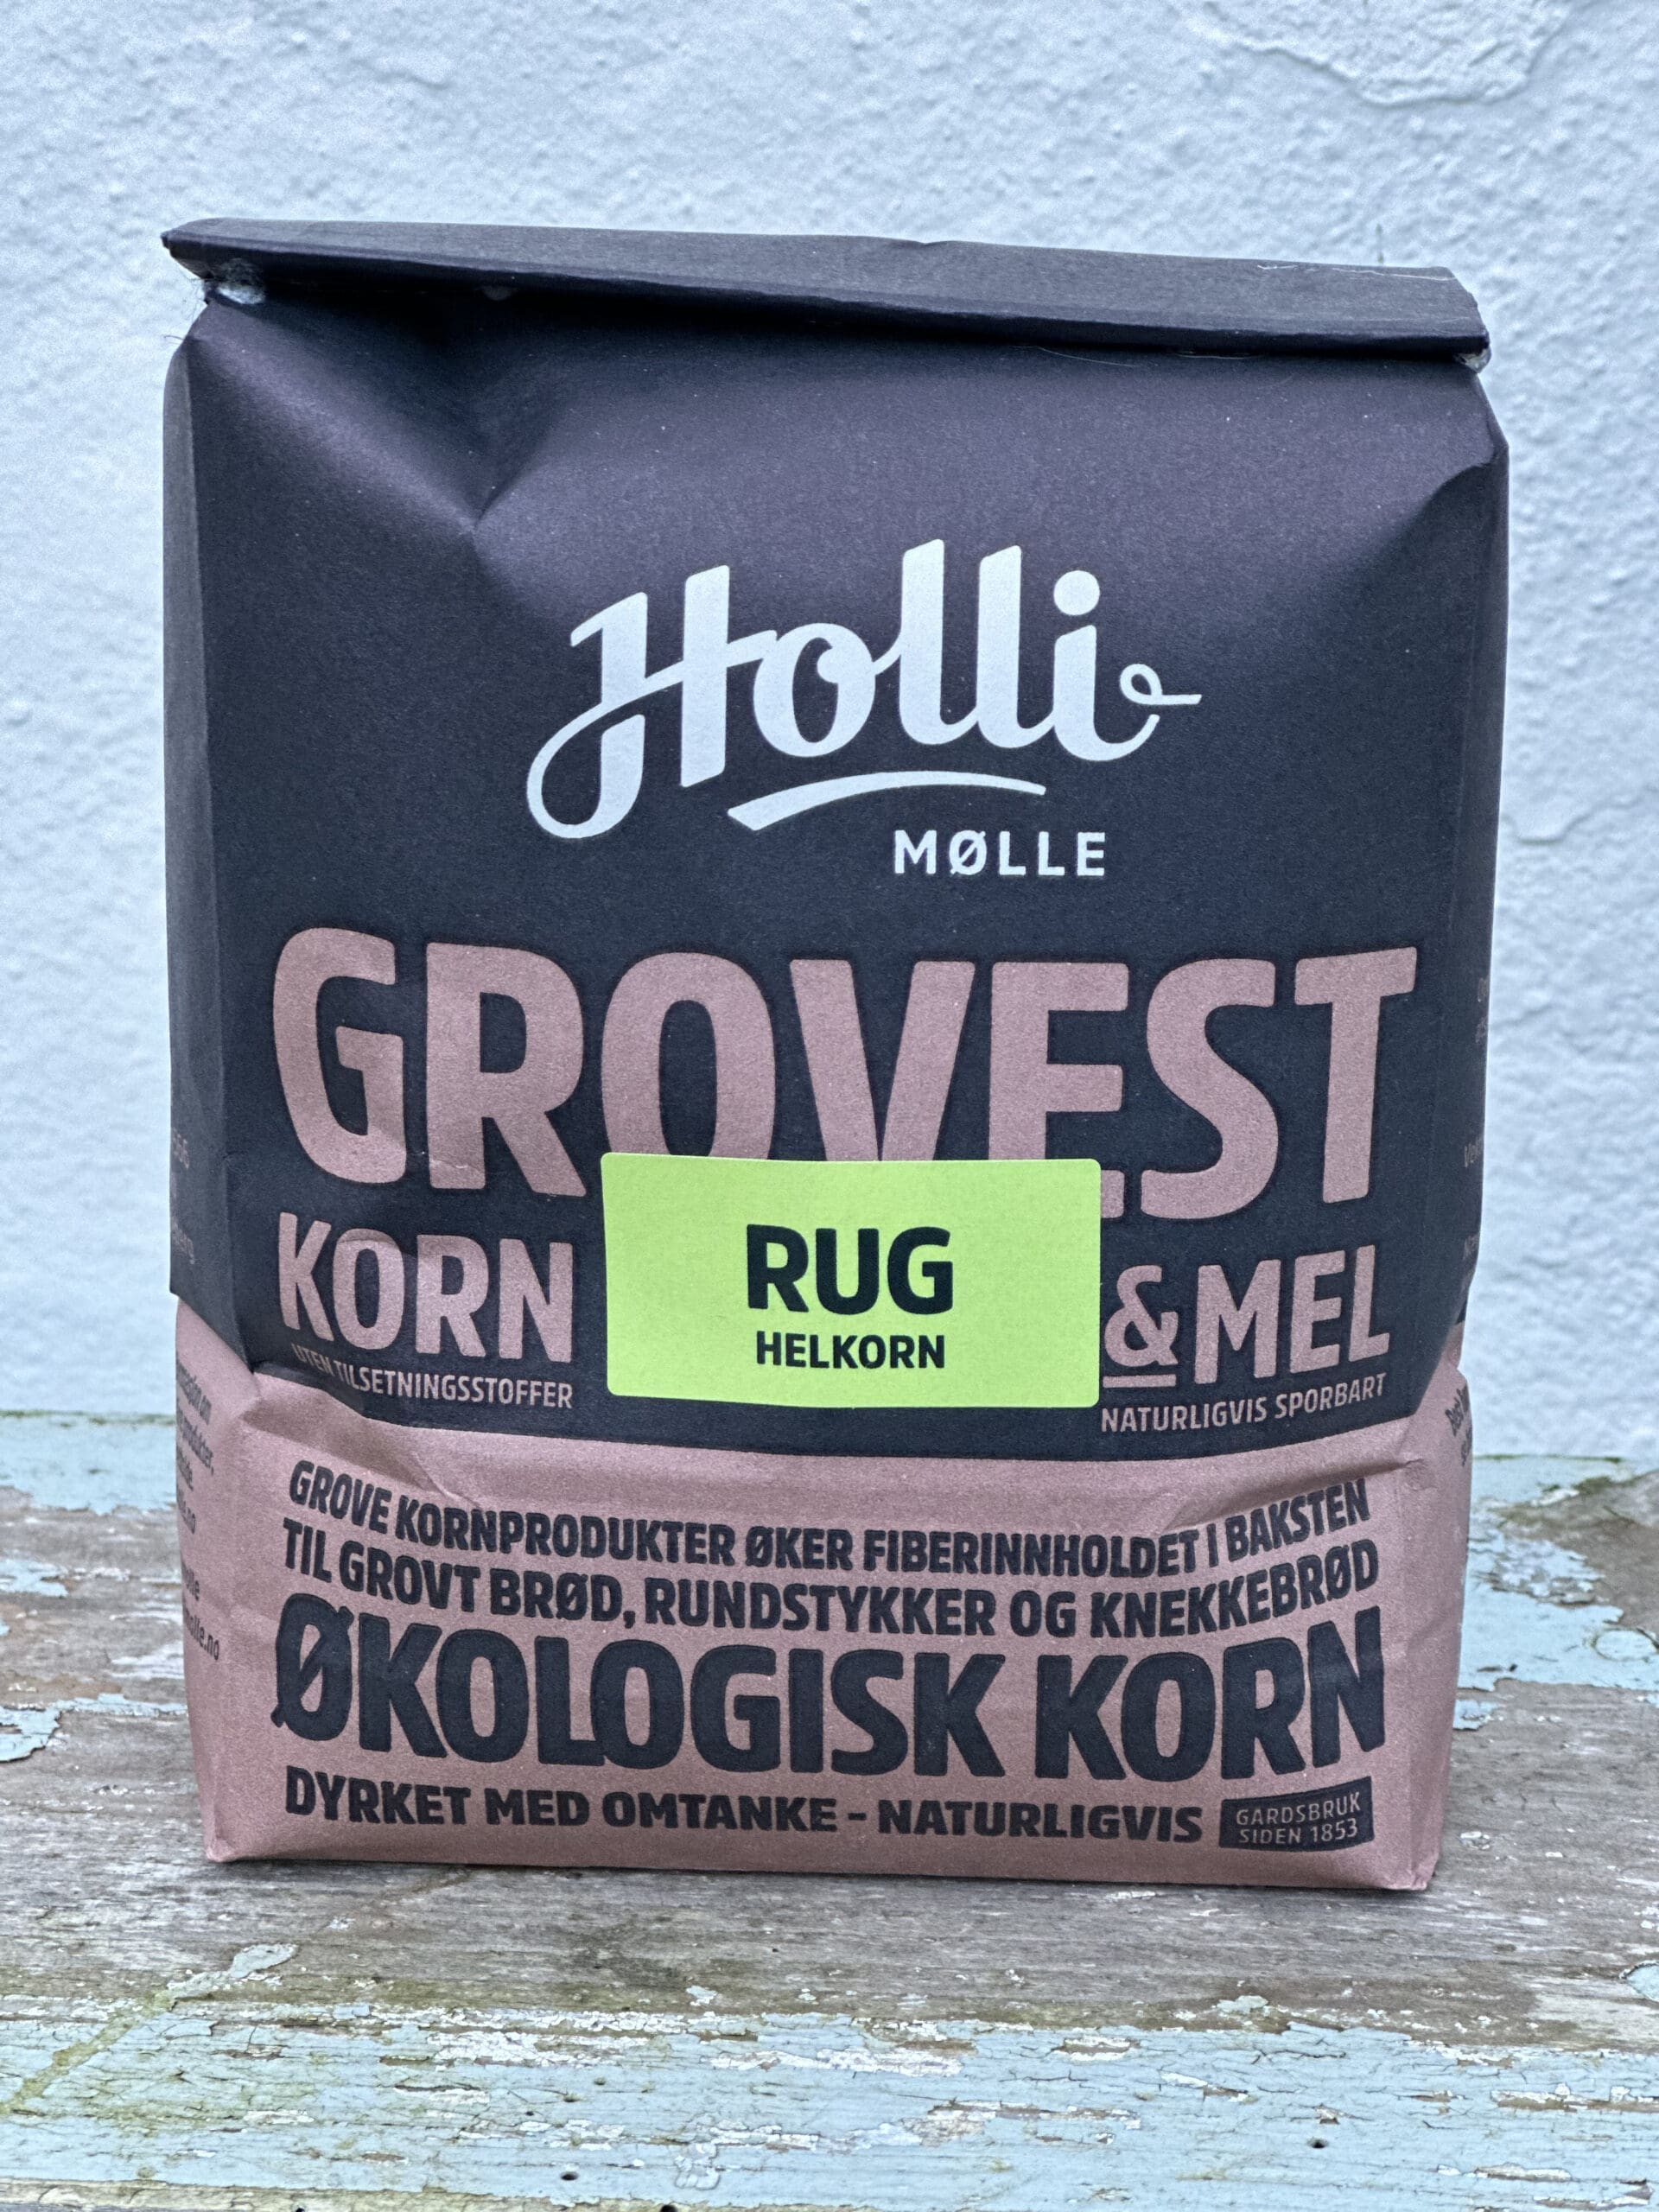 Holli
MØLLE
GROVEST
KORN
&MEL
UTEN TILSETNINGSSTOFFER
NATURLIGVIS SPORBART
RUG
HELKORN
GROVE KORNPRODUKTER ØKER FIBERINNHOLDET I BAKSTEN
TIL GROVT BRØD, RUNDSTYKKER OG KNEKKEBRØD
ØKOLOGISK KORN
DYRKET MED OMTANKE - NATURLIGVIS
GARDSBRUK
SIDEN 1853